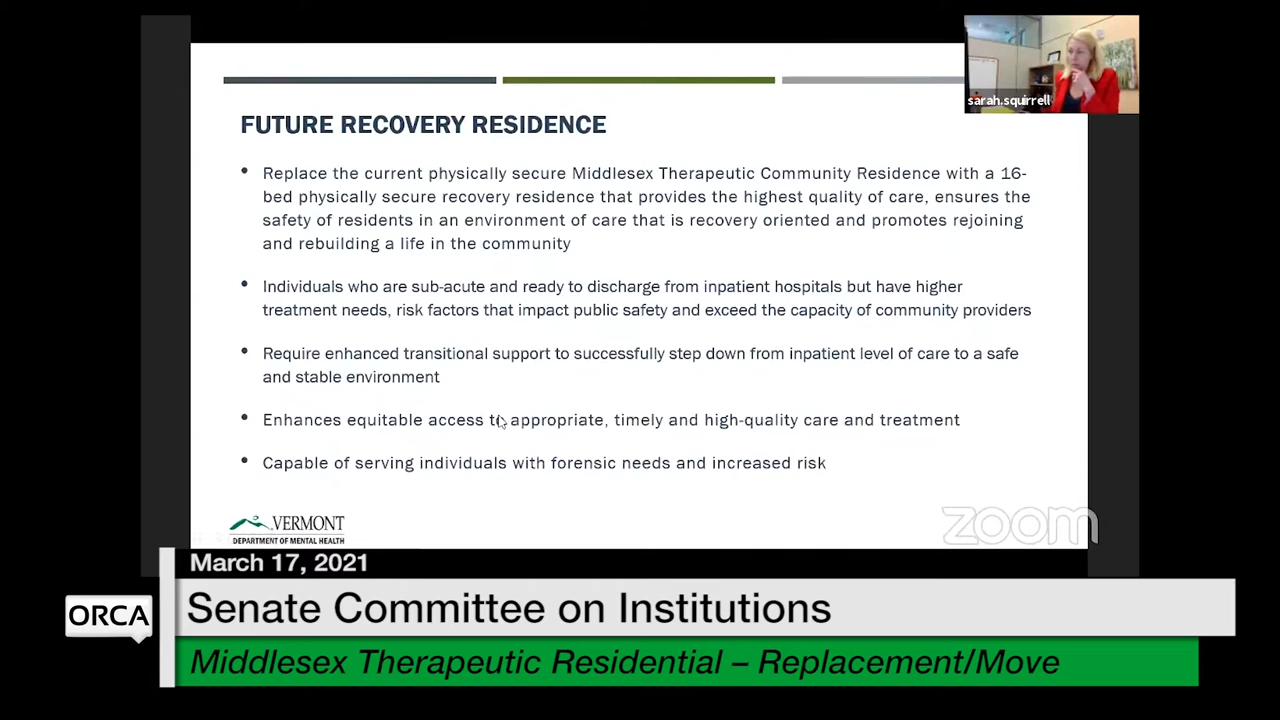 sarah.squirrell
FUTURE RECOVERY RESIDENCE
• Replace the current physically secure Middlesex Therapeutic Community Residence with a 16-
bed physically secure recovery residence that provides the highest quality of care, ensures the
safety of residents in an environment of care that is recovery oriented and promotes rejoining
and rebuilding a life in the community
• Individuals who are sub-acute and ready to discharge from inpatient hospitals but have higher
treatment needs, risk factors that impact public safety and exceed the capacity of community providers
• Require enhanced transitional support to successfully step down from inpatient level of care to a safe
and stable environment
• Enhances equitable access to appropriate, timely and high-quality care and treatment
• Capable of serving individuals with forensic needs and increased risk
VERMONT
DEPARTMENT OF MENTAL HEALTH
zoom
March 17, 2021
ORCA
Senate Committee on Institutions
Middlesex Therapeutic Residential – Replacement/Move